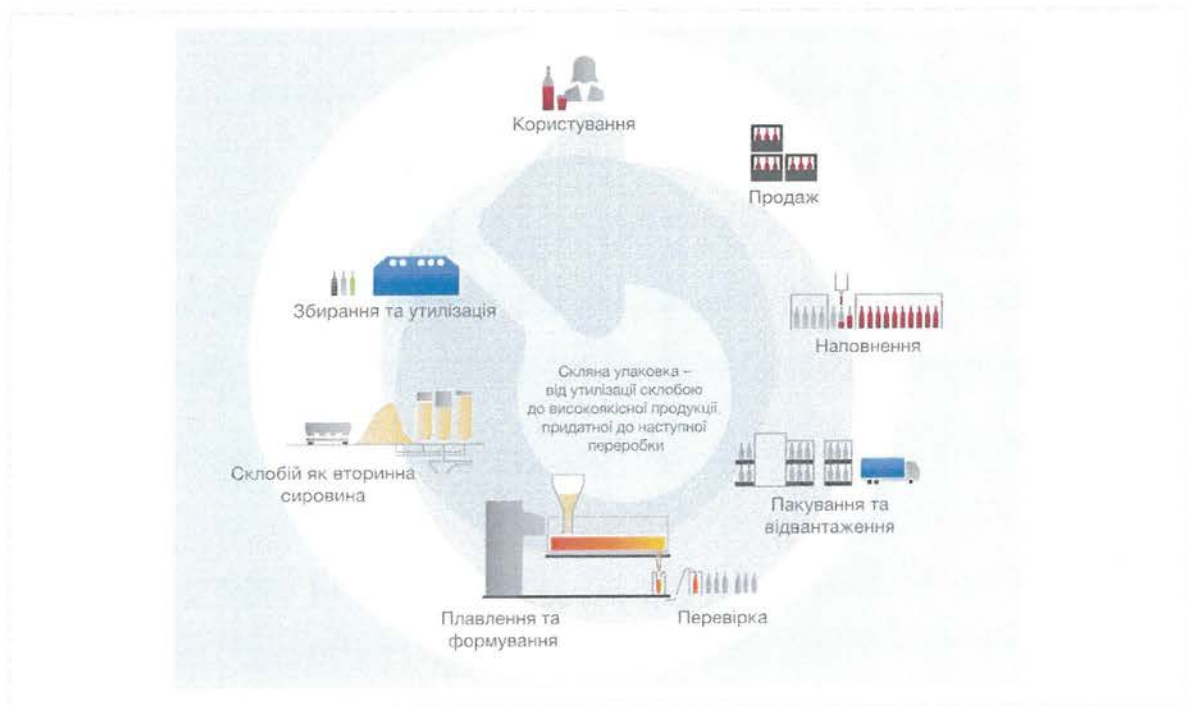 Користування
Продаж
Збирання та утилізація
Наповнення
Скляна упаковка –
від утилізації склобою
до високоякісної продукції,
придатної до наступної
переробки
Склобій як вторинна
сировина
Пакування та
відвантаження
Плавлення та
формування
Перевірка